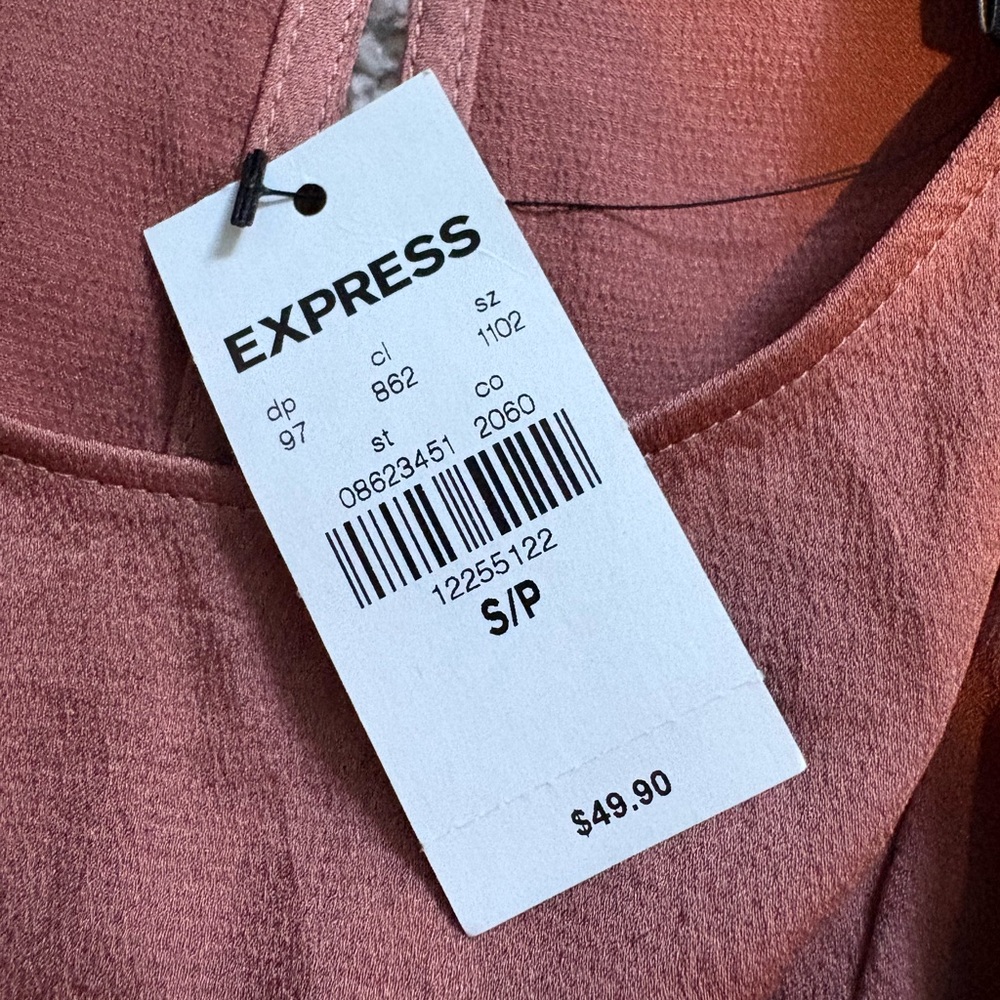 EXPRESS
dp cl sz
97 862 1102
st co
08623451 2060
12255122
S/P
$49.90